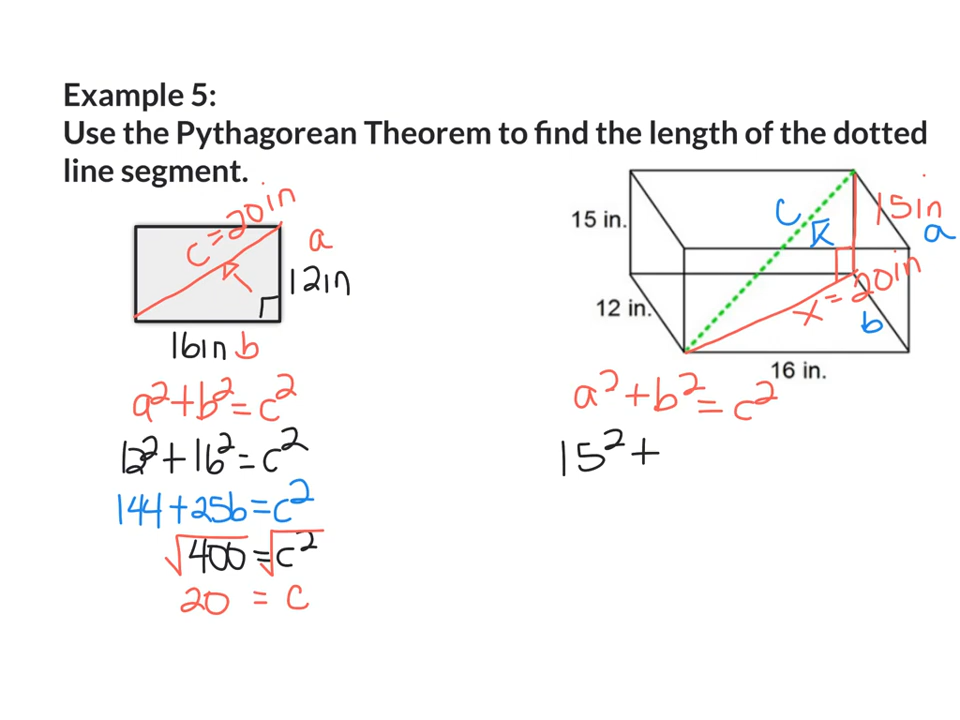 Example 5:
Use the Pythagorean Theorem to find the length of the dotted
line segment.
c = 20in
a
12in
16in b
a²+b²=c²
12²+16²=c²
144+256=c²
√400=√c²
20 = c
15 in.
12 in.
16 in.
c
15in
a
x = 20in
b
a²+b²=c²
15²+